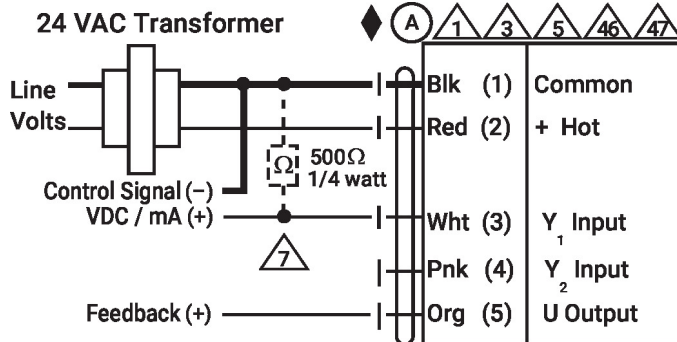 24 VAC Transformer
A 1 3 5 46 47
Line
Volts
Blk (1) Common
Red (2) + Hot
Ω 500Ω
1/4 watt
Control Signal (−)
VDC / mA (+)
Wht (3) Y₁ Input
7
Pnk (4) Y₂ Input
Feedback (+)
Org (5) U Output